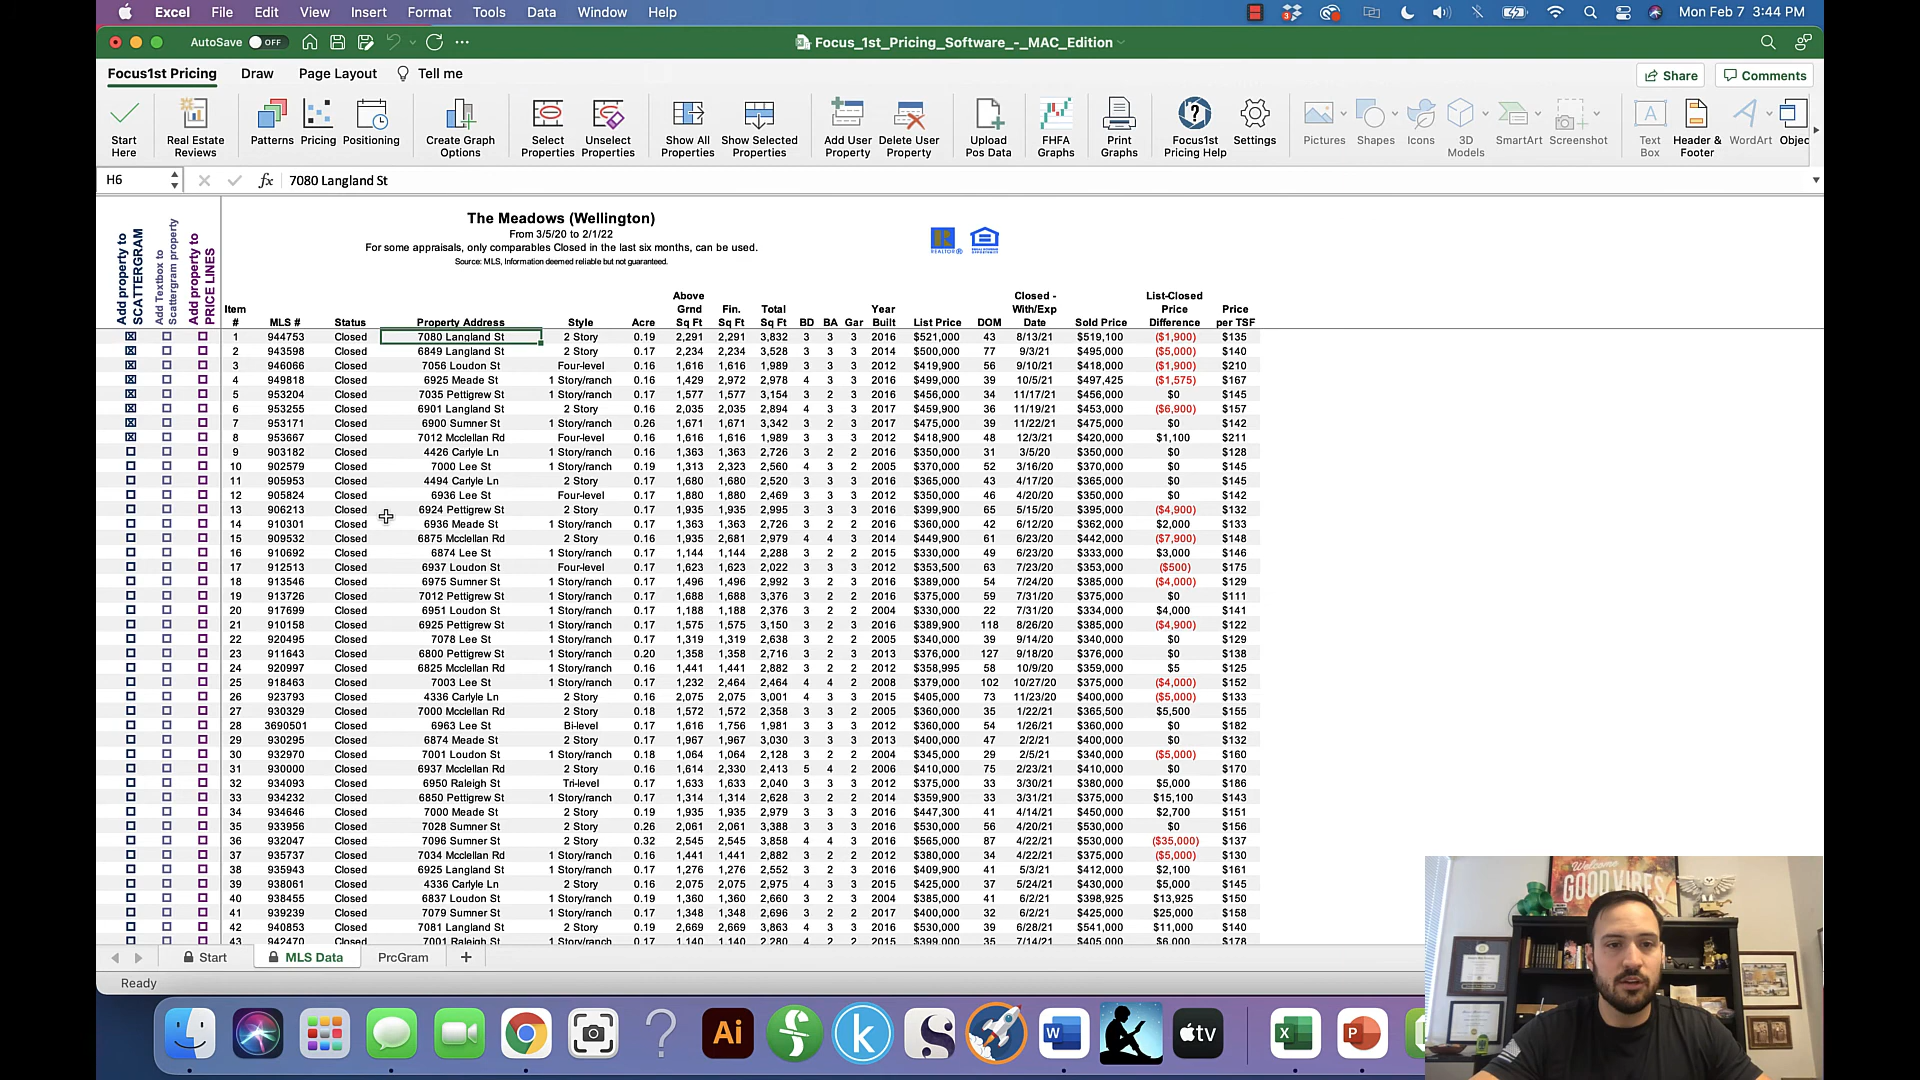 Excel File Edit View Insert Format Tools Data Window Help Mon Feb 7 3:44 PM
AutoSave OFF Focus_1st_Pricing_Software_-_MAC_Edition
Focus1st Pricing Draw Page Layout Tell me Share Comments
Start Here Real Estate Reviews Patterns Pricing Positioning Create Graph Options Select Properties Unselect Properties Show All Properties Show Selected Properties Add User Property Delete User Property Upload Pos Data FHFA Graphs Print Graphs Focus1st Pricing Help Settings Pictures Shapes Icons 3D Models SmartArt Screenshot Text Box Header & Footer WordArt Objec
H6 fx 7080 Langland St
The Meadows (Wellington)
From 3/5/20 to 2/1/22
For some appraisals, only comparables Closed in the last six months, can be used.
Source: MLS, Information deemed reliable but not guaranteed.
REALTOR®
Add property to SCATTERGRAM Add Textbox to Scattergram property Add property to PRICE LINES
Item # MLS # Status Property Address Style Acre Above Grnd Sq Ft Fin. Sq Ft Total Sq Ft BD BA Gar Year Built List Price DOM Closed - With/Exp Date Sold Price List-Closed Price Difference Price per TSF
1 944753 Closed 7080 Langland St 2 Story 0.19 2,291 2,291 3,832 3 3 3 2016 $521,000 43 8/13/21 $519,100 ($1,900) $135
2 943598 Closed 6849 Langland St 2 Story 0.17 2,234 2,234 3,528 3 3 3 2014 $500,000 77 9/3/21 $495,000 ($5,000) $140
3 946066 Closed 7056 Loudon St Four-level 0.16 1,616 1,616 1,989 3 3 3 2012 $419,900 56 9/10/21 $418,000 ($1,900) $210
4 949818 Closed 6925 Meade St 1 Story/ranch 0.16 1,429 2,972 2,978 4 3 3 2016 $499,000 39 10/5/21 $497,425 ($1,575) $167
5 953204 Closed 7035 Pettigrew St 1 Story/ranch 0.17 1,577 1,577 3,154 3 2 3 2016 $456,000 34 11/17/21 $456,000 $0 $145
6 953255 Closed 6901 Langland St 2 Story 0.16 2,035 2,035 2,894 4 3 3 2017 $459,900 36 11/19/21 $453,000 ($6,900) $157
7 953171 Closed 6900 Sumner St 1 Story/ranch 0.26 1,671 1,671 3,342 3 2 3 2017 $475,000 39 11/22/21 $475,000 $0 $142
8 953667 Closed 7012 Mcclellan Rd Four-level 0.16 1,616 1,616 1,989 3 3 3 2012 $418,900 48 12/3/21 $420,000 $1,100 $211
9 903182 Closed 4426 Carlyle Ln 1 Story/ranch 0.16 1,363 1,363 2,726 3 2 2 2016 $350,000 31 3/5/20 $350,000 $0 $128
10 902579 Closed 7000 Lee St 1 Story/ranch 0.19 1,313 2,323 2,560 4 3 2 2005 $370,000 52 3/16/20 $370,000 $0 $145
11 905953 Closed 4494 Carlyle Ln 2 Story 0.17 1,680 1,680 2,520 3 3 2 2016 $365,000 43 4/17/20 $365,000 $0 $145
12 905824 Closed 6936 Lee St Four-level 0.17 1,880 1,880 2,469 3 3 3 2012 $350,000 46 4/20/20 $350,000 $0 $142
13 906213 Closed 6924 Pettigrew St 2 Story 0.17 1,935 1,935 2,995 3 3 3 2016 $399,900 65 5/15/20 $395,000 ($4,900) $132
14 910301 Closed 6936 Meade St 1 Story/ranch 0.17 1,363 1,363 2,726 3 2 3 2016 $360,000 42 6/12/20 $362,000 $2,000 $133
15 909532 Closed 6875 Mcclellan Rd 2 Story 0.16 1,935 2,681 2,979 4 4 3 2014 $449,900 61 6/23/20 $442,000 ($7,900) $148
16 910692 Closed 6874 Lee St 1 Story/ranch 0.17 1,144 1,144 2,288 3 2 2 2015 $330,000 49 6/23/20 $333,000 $3,000 $146
17 912513 Closed 6937 Loudon St Four-level 0.17 1,623 1,623 2,022 3 3 2 2012 $353,500 63 7/23/20 $353,000 ($500) $175
18 913546 Closed 6975 Sumner St 1 Story/ranch 0.17 1,496 1,496 2,992 3 2 3 2016 $389,000 54 7/24/20 $385,000 ($4,000) $129
19 913726 Closed 7012 Pettigrew St 1 Story/ranch 0.17 1,688 1,688 3,376 3 2 2 2016 $375,000 59 7/31/20 $375,000 $0 $111
20 917699 Closed 6951 Loudon St 1 Story/ranch 0.17 1,188 1,188 2,376 3 2 2 2004 $330,000 22 7/31/20 $334,000 $4,000 $141
21 910158 Closed 6925 Pettigrew St 1 Story/ranch 0.17 1,575 1,575 3,150 3 2 3 2016 $389,900 118 8/26/20 $385,000 ($4,900) $122
22 920495 Closed 7078 Lee St 1 Story/ranch 0.17 1,319 1,319 2,638 3 2 2 2005 $340,000 39 9/14/20 $340,000 $0 $129
23 911643 Closed 6800 Pettigrew St 1 Story/ranch 0.20 1,358 1,358 2,716 3 2 3 2013 $376,000 127 9/18/20 $376,000 $0 $138
24 920997 Closed 6825 Mcclellan Rd 1 Story/ranch 0.16 1,441 1,441 2,882 3 2 2 2012 $358,995 58 10/9/20 $359,000 $5 $125
25 918463 Closed 7003 Lee St 1 Story/ranch 0.17 1,232 2,464 2,464 4 4 2 2008 $379,000 102 10/27/20 $375,000 ($4,000) $152
26 923793 Closed 4336 Carlyle Ln 2 Story 0.16 2,075 2,075 3,001 4 3 3 2015 $405,000 73 11/23/20 $400,000 ($5,000) $133
27 930329 Closed 7000 Mcclellan Rd 2 Story 0.18 1,572 1,572 2,358 3 3 2 2005 $360,000 35 1/22/21 $365,500 $5,500 $155
28 3690501 Closed 6963 Lee St Bi-level 0.17 1,616 1,756 1,981 3 3 3 2012 $360,000 54 1/26/21 $360,000 $0 $182
29 930295 Closed 6874 Meade St 2 Story 0.17 1,967 1,967 3,030 3 3 2 2013 $400,000 47 2/2/21 $400,000 $0 $132
30 932970 Closed 7001 Loudon St 1 Story/ranch 0.18 1,064 1,064 2,128 3 2 2 2004 $345,000 29 2/5/21 $340,000 ($5,000) $160
31 930000 Closed 6937 Mcclellan Rd 2 Story 0.16 1,614 2,330 2,413 5 4 2 2006 $410,000 75 2/23/21 $410,000 $0 $170
32 934093 Closed 6950 Raleigh St Tri-level 0.17 1,633 1,633 2,040 3 3 2 2012 $375,000 33 3/30/21 $380,000 $5,000 $186
33 934232 Closed 6850 Pettigrew St 1 Story/ranch 0.17 1,314 1,314 2,628 3 2 2 2014 $359,900 33 3/31/21 $375,000 $15,100 $143
34 934646 Closed 7000 Meade St 2 Story 0.19 1,935 1,935 2,979 3 3 3 2016 $447,300 41 4/14/21 $450,000 $2,700 $151
35 933956 Closed 7028 Sumner St 2 Story 0.26 2,061 2,061 3,388 3 3 3 2016 $530,000 56 4/20/21 $530,000 $0 $156
36 932047 Closed 7096 Sumner St 2 Story 0.32 2,545 2,545 3,858 4 4 3 2016 $565,000 87 4/22/21 $530,000 ($35,000) $137
37 935737 Closed 7034 Mcclellan Rd 1 Story/ranch 0.16 1,441 1,441 2,882 3 2 2 2012 $380,000 34 4/22/21 $375,000 ($5,000) $130
38 935943 Closed 6925 Langland St 1 Story/ranch 0.17 1,276 1,276 2,552 3 2 3 2016 $409,900 41 5/3/21 $412,000 $2,100 $161
39 938061 Closed 4336 Carlyle Ln 2 Story 0.16 2,075 2,075 2,975 4 3 3 2015 $425,000 37 5/24/21 $430,000 $5,000 $145
40 938455 Closed 6837 Loudon St 1 Story/ranch 0.19 1,360 1,360 2,660 3 2 3 2004 $385,000 41 6/2/21 $398,925 $13,925 $150
41 939239 Closed 7079 Sumner St 1 Story/ranch 0.17 1,348 1,348 2,696 3 2 3 2017 $400,000 32 6/2/21 $425,000 $25,000 $158
42 940853 Closed 7081 Langland St 2 Story 0.19 2,669 2,669 3,863 4 3 3 2016 $530,000 39 6/28/21 $541,000 $11,000 $140
43 942470 Closed 7001 Raleigh St 1 Story/ranch 0.17 1,140 1,140 2,280 4 2 2 2015 $399,000 35 7/14/21 $405,000 $6,000 $178
Start MLS Data PrcGram +
Ready
Welcome
GOOD VIBES
Ai k W tv X P